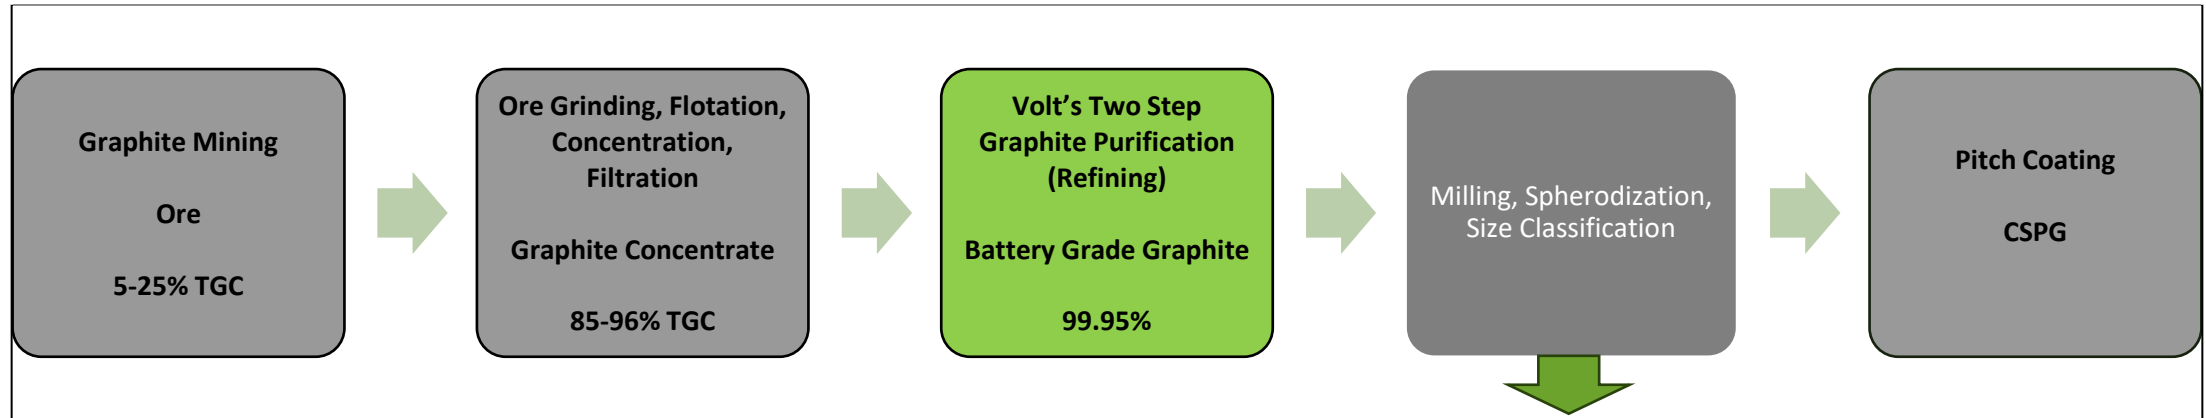 Graphite Mining
Ore
5-25% TGC
Ore Grinding, Flotation,
Concentration,
Filtration
Graphite Concentrate
85-96% TGC
Volt’s Two Step
Graphite Purification
(Refining)
Battery Grade Graphite
99.95%
Milling, Spherodization,
Size Classification
Pitch Coating
CSPG